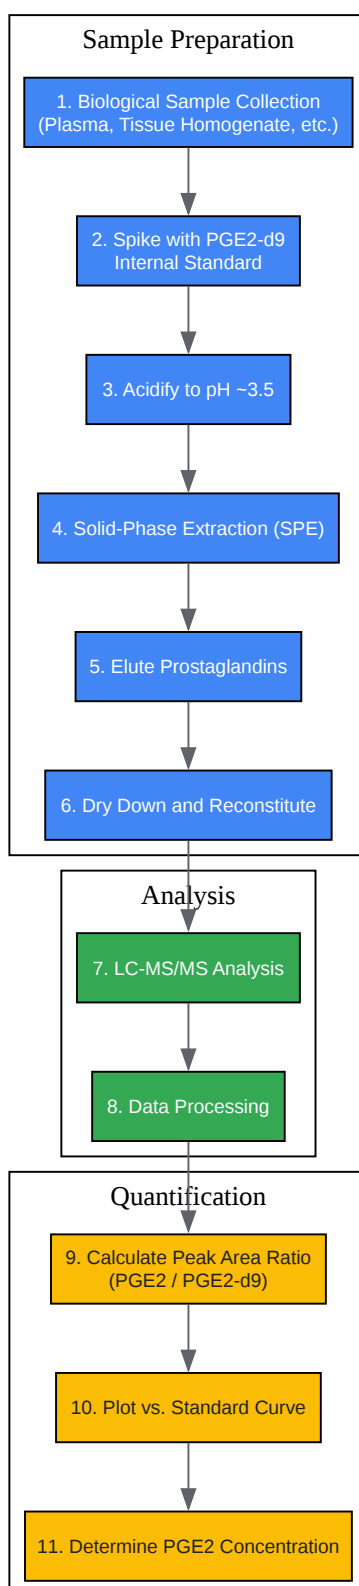 Sample Preparation
1. Biological Sample Collection
(Plasma, Tissue Homogenate, etc.)
2. Spike with PGE2-d9
Internal Standard
3. Acidify to pH ~3.5
4. Solid-Phase Extraction (SPE)
5. Elute Prostaglandins
6. Dry Down and Reconstitute
Analysis
7. LC-MS/MS Analysis
8. Data Processing
Quantification
9. Calculate Peak Area Ratio
(PGE2 / PGE2-d9)
10. Plot vs. Standard Curve
11. Determine PGE2 Concentration